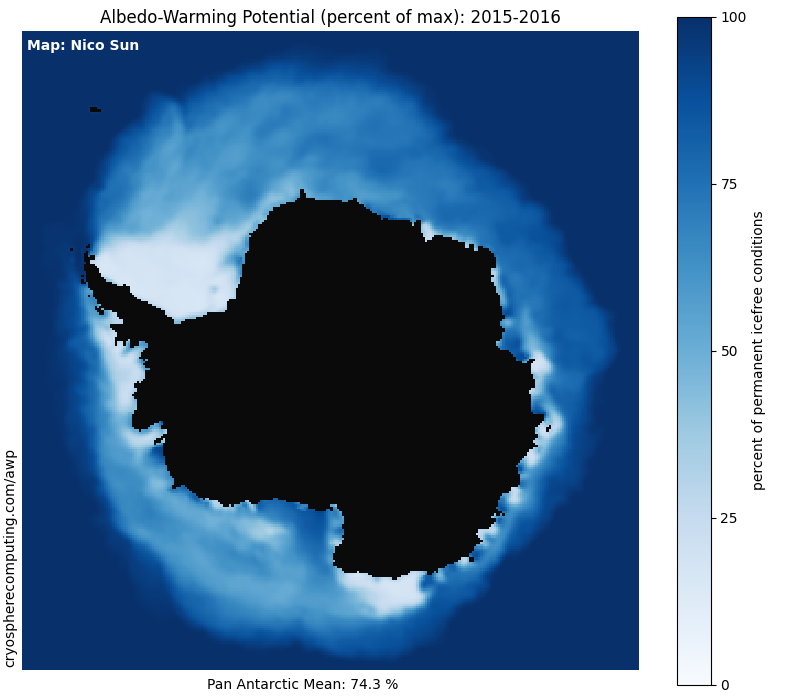 Albedo-Warming Potential (percent of max): 2015-2016
Map: Nico Sun
100
75
50
25
0
percent of permanent icefree conditions
cryospherecomputing.com/awp
Pan Antarctic Mean: 74.3 %